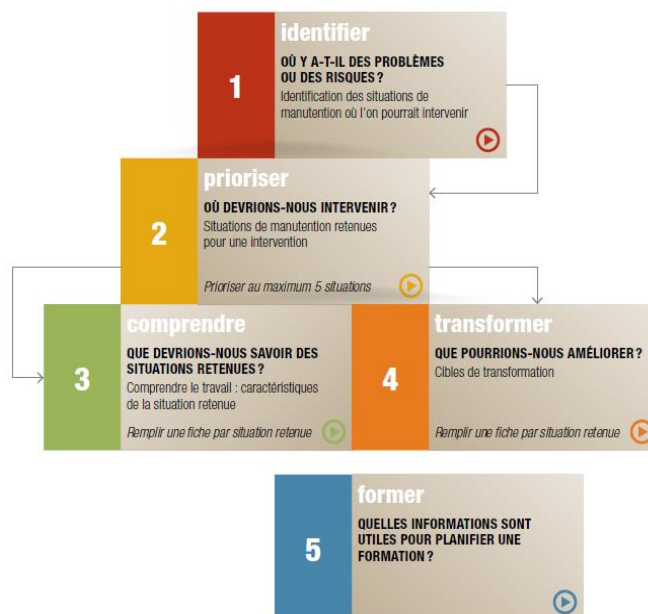 identifier
1
OÙ Y A-T-IL DES PROBLÈMES
OU DES RISQUES ?
Identification des situations de
manutention où l'on pourrait intervenir
prioriser
2
OÙ DEVRIONS-NOUS INTERVENIR ?
Situations de manutention retenues
pour une intervention
Prioriser au maximum 5 situations
comprendre
3
QUE DEVRIONS-NOUS SAVOIR DES
SITUATIONS RETENUES ?
Comprendre le travail : caractéristiques
de la situation retenue
Remplir une fiche par situation retenue
transformer
4
QUE POURRIONS-NOUS AMÉLIORER ?
Cibles de transformation
Remplir une fiche par situation retenue
former
5
QUELLES INFORMATIONS SONT
UTILES POUR PLANIFIER UNE
FORMATION ?